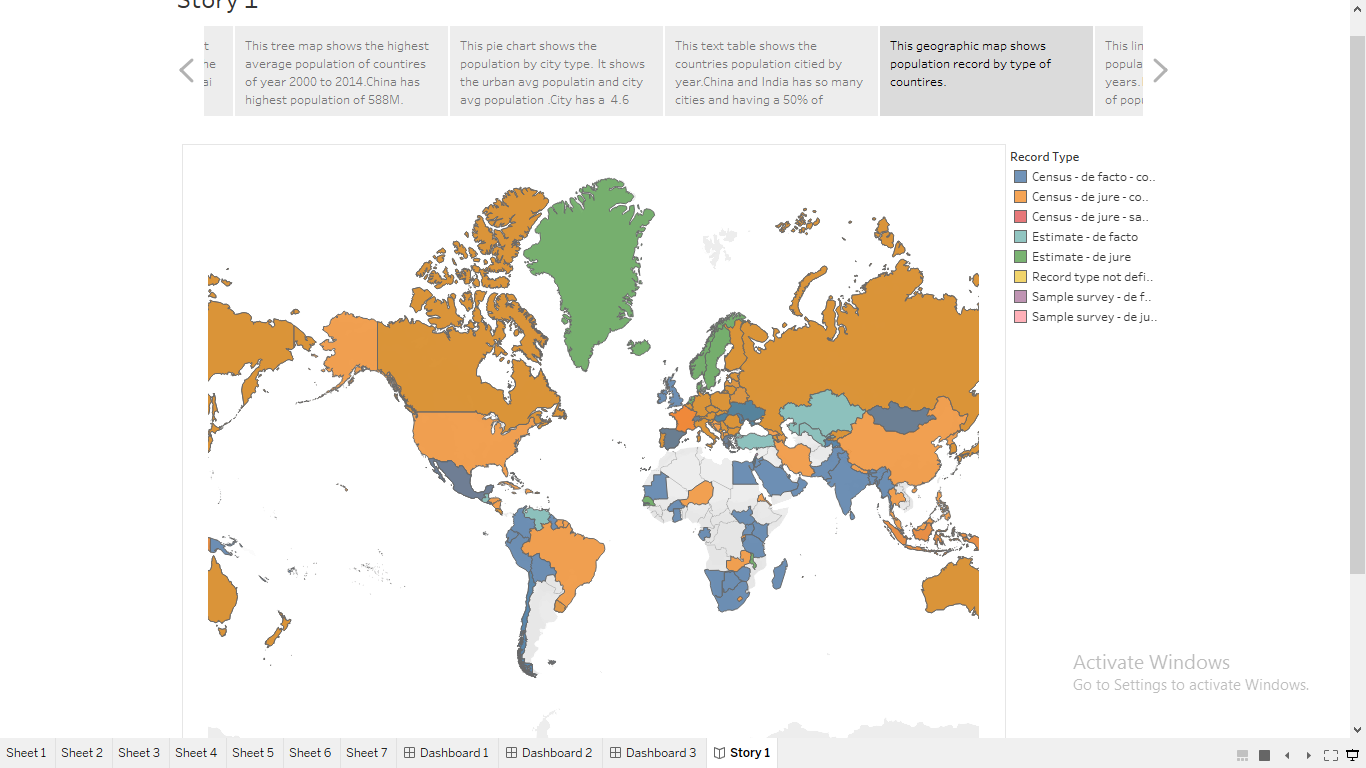 Story 1
t
ne
ai
This tree map shows the highest
average population of countires
of year 2000 to 2014.China has
highest population of 588M.
This pie chart shows the
population by city type. It shows
the urban avg populatin and city
avg population .City has a 4.6
This text table shows the
countries population citied by
year.China and India has so many
cities and having a 50% of
This geographic map shows
population record by type of
countires.
This lin
popula
years.
of popu
Record Type
Census - de facto - co..
Census - de jure - co..
Census - de jure - sa..
Estimate - de facto
Estimate - de jure
Record type not defi..
Sample survey - de f..
Sample survey - de ju..
Activate Windows
Go to Settings to activate Windows.
Sheet 1 Sheet 2 Sheet 3 Sheet 4 Sheet 5 Sheet 6 Sheet 7 Dashboard 1 Dashboard 2 Dashboard 3 Story 1